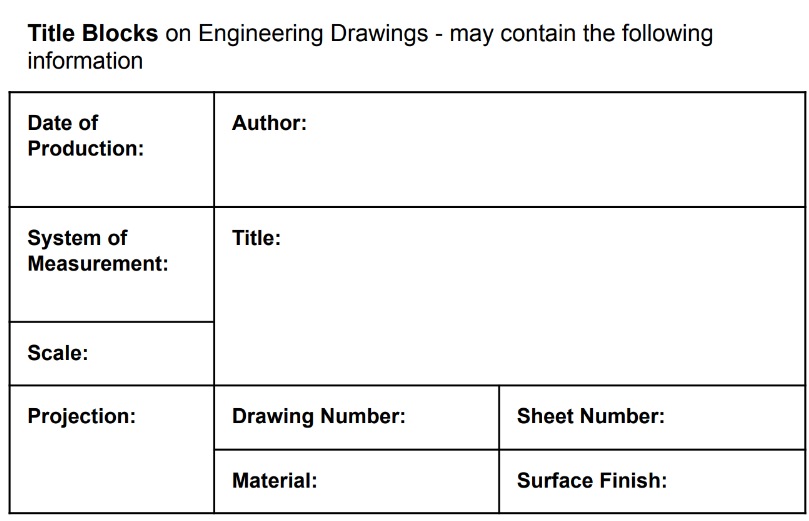 Title Blocks on Engineering Drawings - may contain the following
information
Date of
Production:
Author:
System of
Measurement:
Title:
Scale:
Projection:
Drawing Number:
Sheet Number:
Material:
Surface Finish: